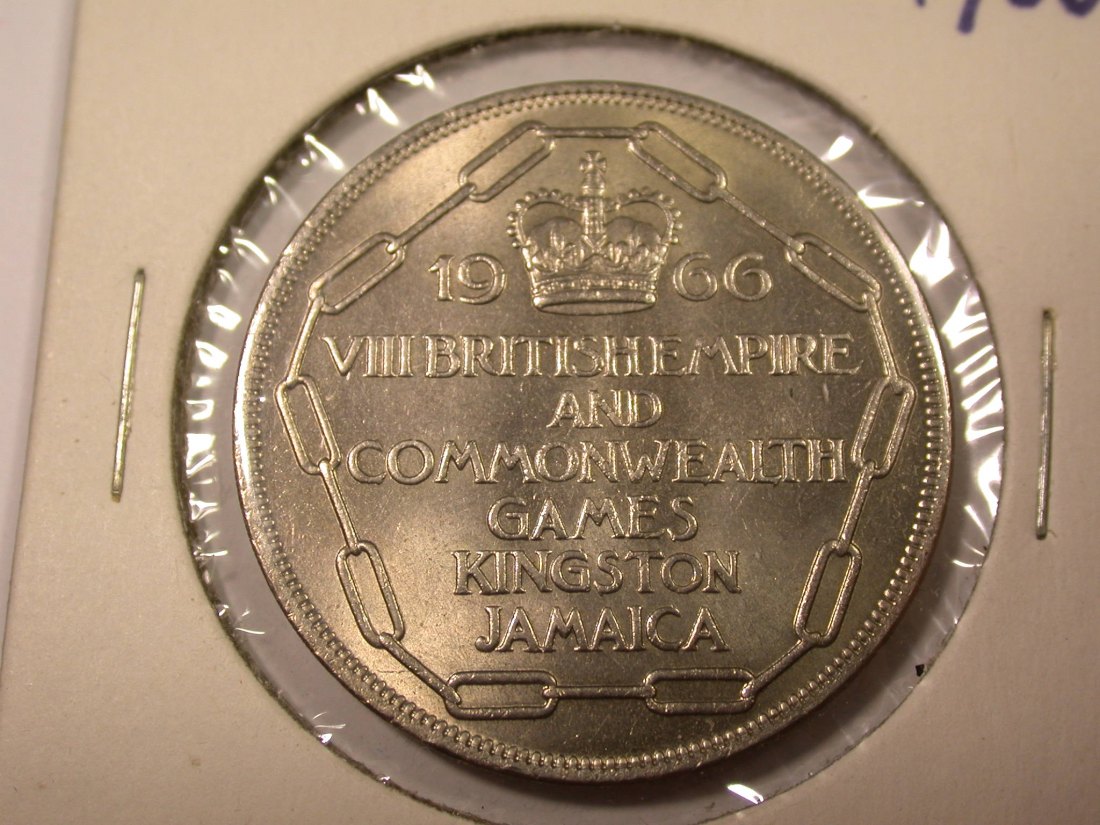 19 66
VIII BRITISH EMPIRE
AND
COMMONWEALTH
GAMES
KINGSTON
JAMAICA